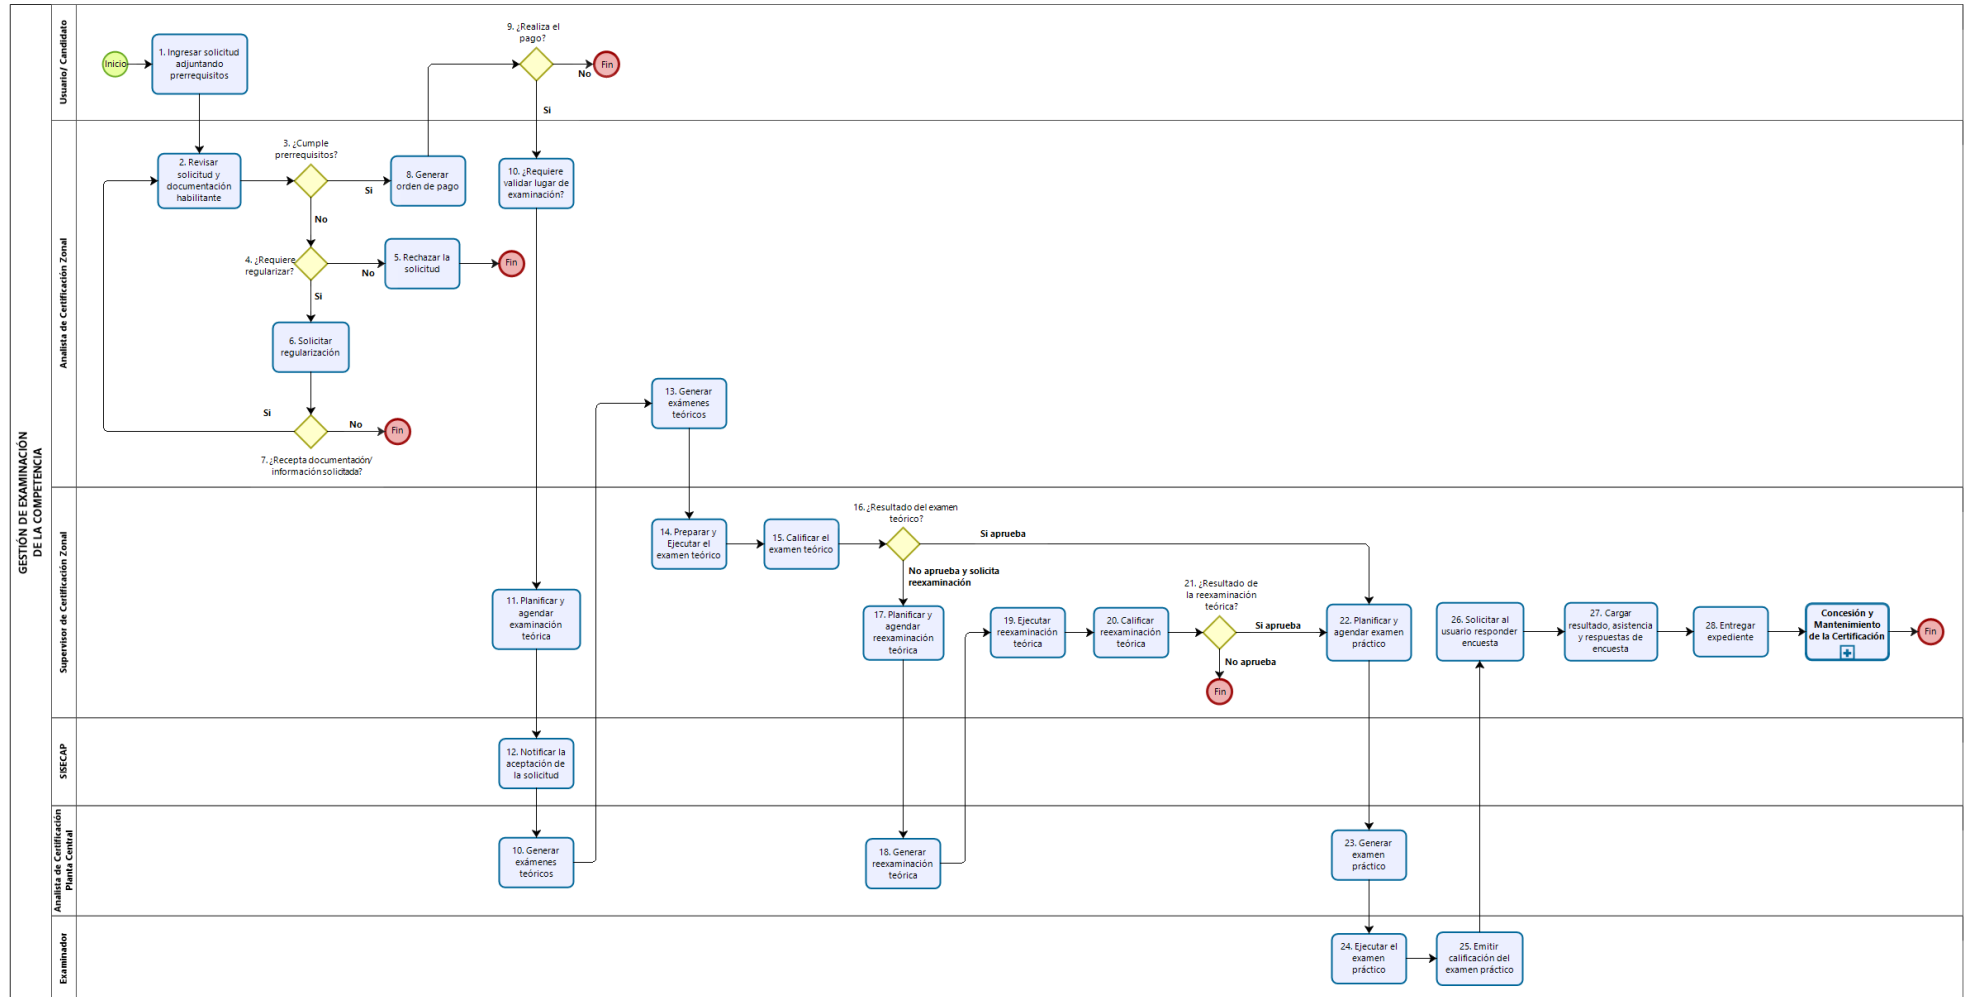 GESTIÓN DE EXAMINACIÓN
DE LA COMPETENCIA
Usuario/ Candidato
Inicio
1. Ingresar solicitud
adjuntando
prerrequisitos
9. ¿Realiza el
pago?
No
Fin
Si
Analista de Certificación Zonal
2. Revisar
solicitud y
documentación
habilitante
3. ¿Cumple
prerrequisitos?
Si
8. Generar
orden de pago
10. ¿Requiere
validar lugar de
examinación?
No
4. ¿Requiere
regularizar?
No
5. Rechazar la
solicitud
Fin
Si
6. Solicitar
regularización
Si
No
Fin
7. ¿Recepta documentación/
información solicitada?
13. Generar
exámenes
teóricos
Supervisor de Certificación Zonal
11. Planificar y
agendar
examinación
teórica
14. Preparar y
Ejecutar el
examen teórico
15. Calificar el
examen teórico
16. ¿Resultado del examen
teórico?
Si aprueba
No aprueba y solicita
reexaminación
17. Planificar y
agendar
reexaminación
teórica
19. Ejecutar
reexaminación
teórica
20. Calificar
reexaminación
teórica
21. ¿Resultado de
la reexaminación
teórica?
Si aprueba
No aprueba
Fin
22. Planificar y
agendar examen
práctico
26. Solicitar al
usuario responder
encuesta
27. Cargar
resultado, asistencia
y respuestas de
encuesta
28. Entregar
expediente
Concesión y
Mantenimiento
de la Certificación
Fin
SISECAP
12. Notificar la
aceptación de
la solicitud
Analista de Certificación
Planta Central
10. Generar
exámenes
teóricos
18. Generar
reexaminación
teórica
23. Generar
examen
práctico
Examinador
24. Ejecutar el
examen
práctico
25. Emitir
calificación del
examen práctico